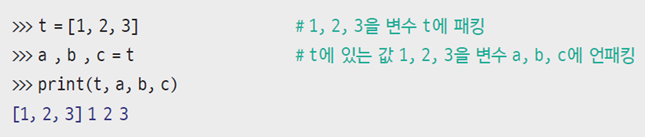 >>> t = [1, 2, 3] # 1, 2, 3을 변수 t에 패킹
>>> a , b , c = t # t에 있는 값 1, 2, 3을 변수 a, b, c에 언패킹
>>> print(t, a, b, c)
[1, 2, 3] 1 2 3